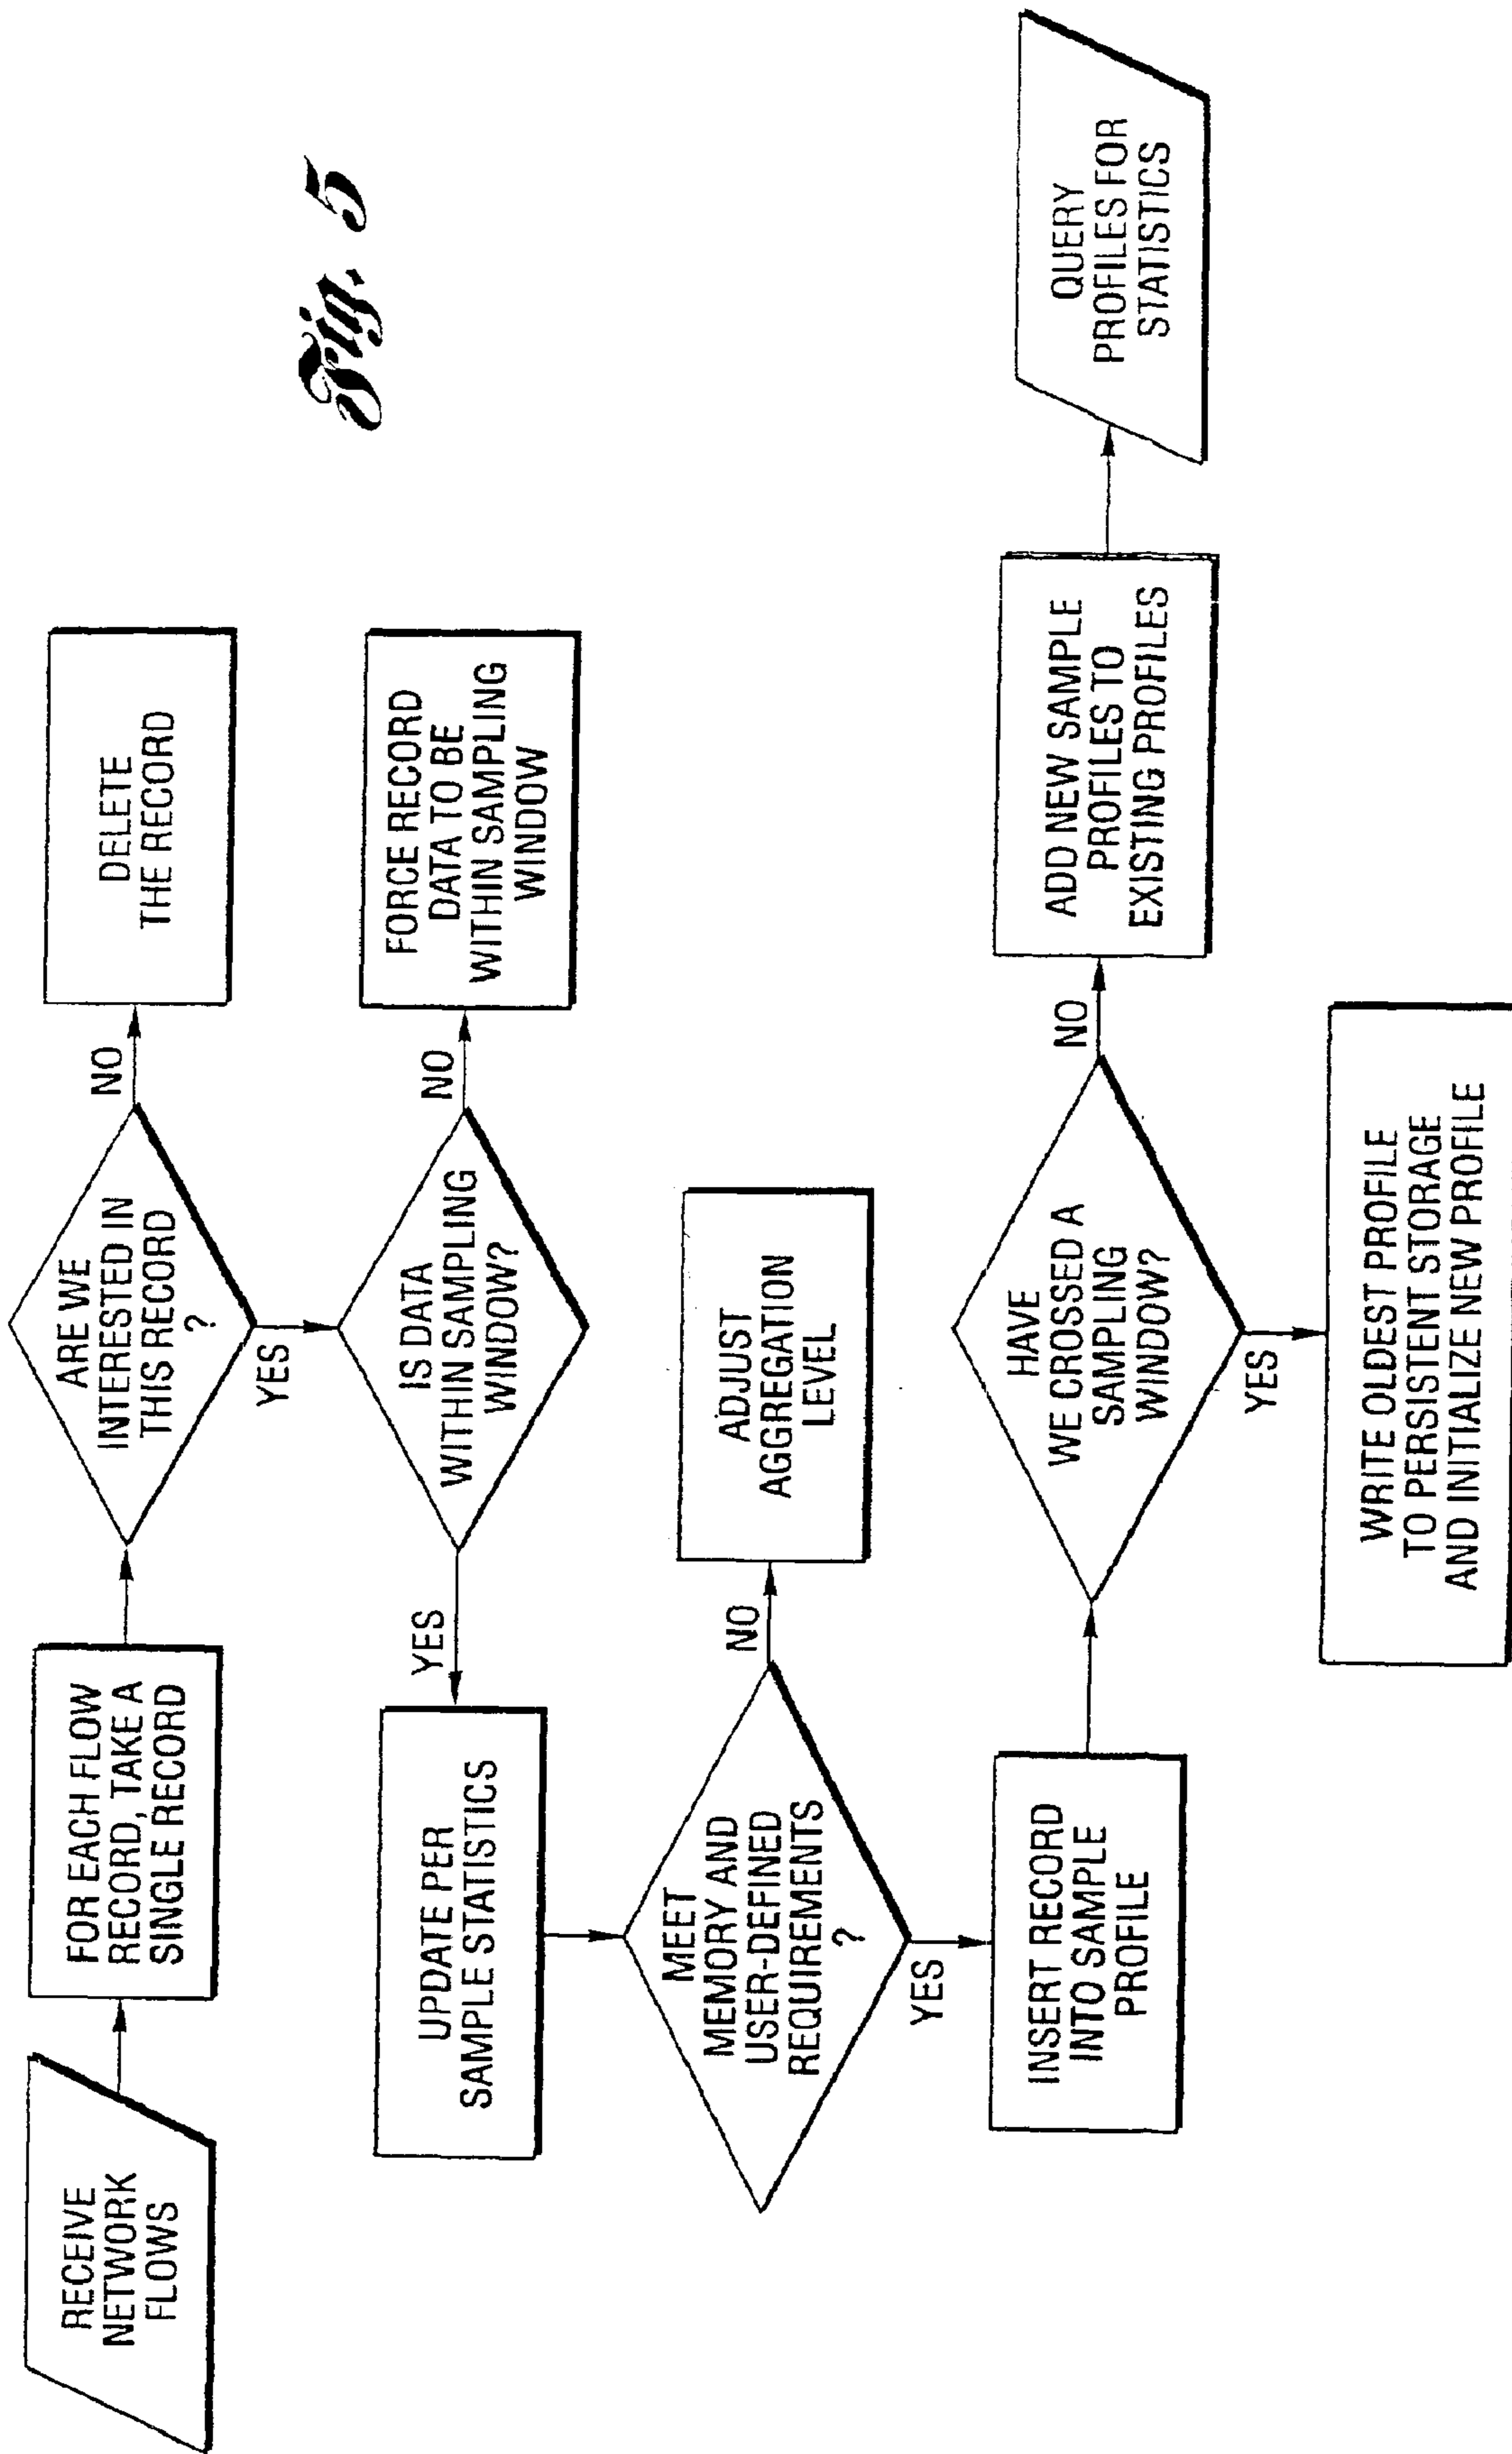 RECEIVE
NETWORK
FLOWS
FOR EACH FLOW
RECORD, TAKE A
SINGLE RECORD
ARE WE
INTERESTED IN
THIS RECORD
?
NO
DELETE
THE RECORD
YES
IS DATA
WITHIN SAMPLING
WINDOW?
NO
FORCE RECORD
DATA TO BE
WITHIN SAMPLING
WINDOW
YES
UPDATE PER
SAMPLE STATISTICS
MEET
MEMORY AND
USER-DEFINED
REQUIREMENTS
?
NO
ADJUST
AGGREGATION
LEVEL
YES
INSERT RECORD
INTO SAMPLE
PROFILE
HAVE
WE CROSSED A
SAMPLING
WINDOW?
NO
ADD NEW SAMPLE
PROFILES TO
EXISTING PROFILES
QUERY
PROFILES FOR
STATISTICS
YES
WRITE OLDEST PROFILE
TO PERSISTENT STORAGE
AND INITIALIZE NEW PROFILE
Fig. 5